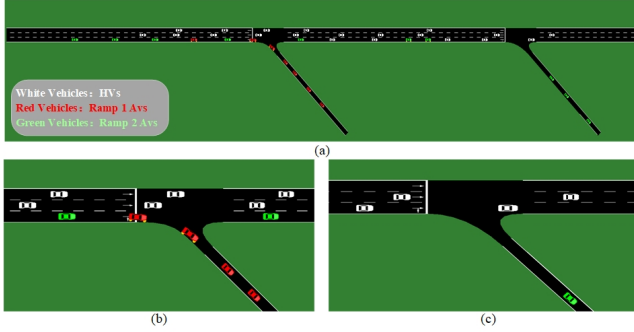 (a)
White Vehicles：HVs
Red Vehicles：Ramp 1 Avs
Green Vehicles：Ramp 2 Avs
(b)
(c)